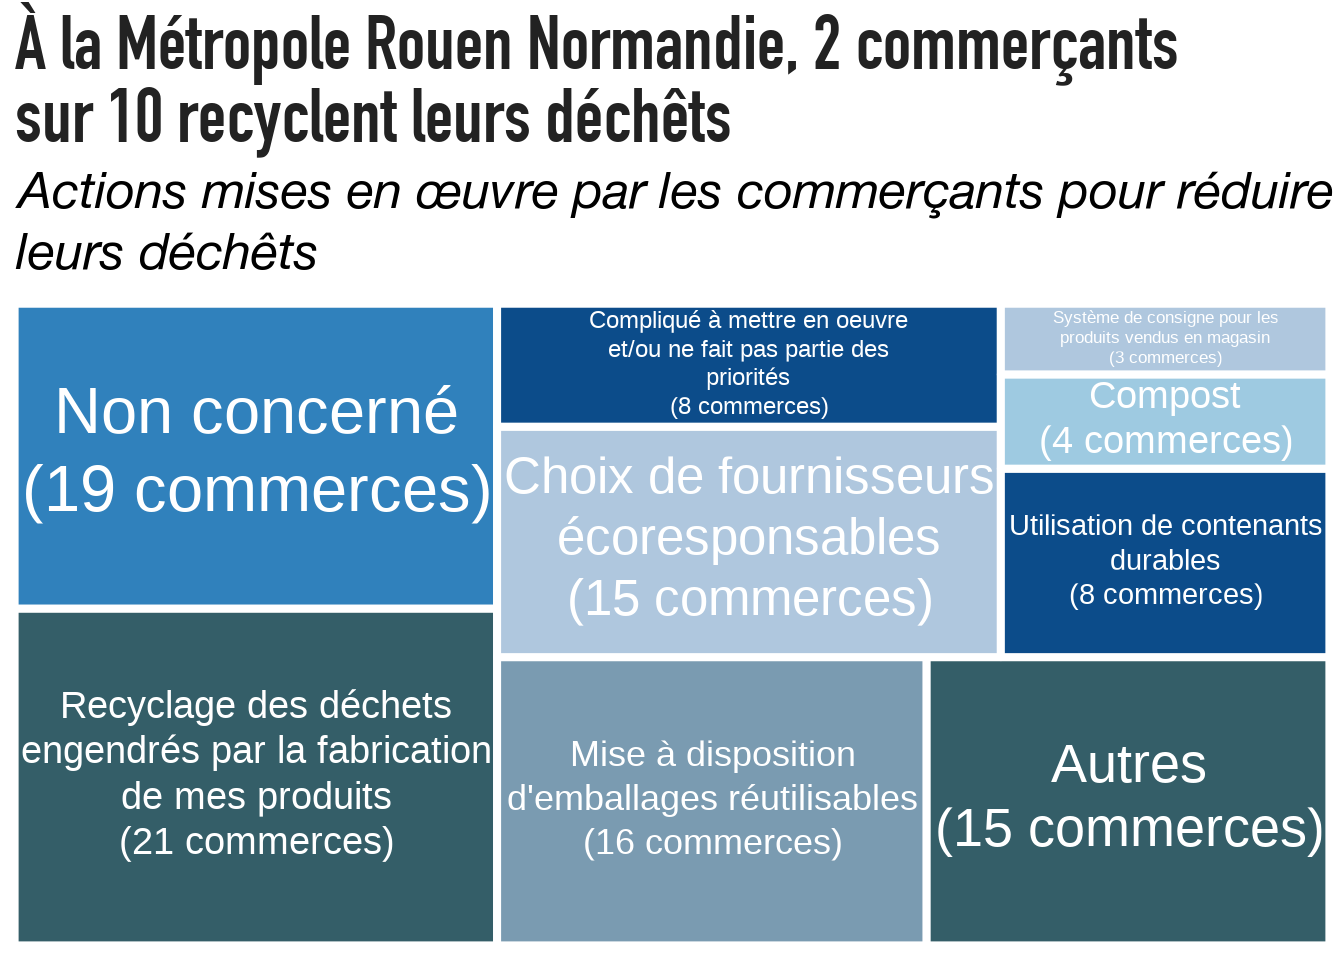 À la Métropole Rouen Normandie, 2 commerçants
sur 10 recyclent leurs déchêts
Actions mises en œuvre par les commerçants pour réduire
leurs déchêts
Non concerné
(19 commerces)
Recyclage des déchets
engendrés par la fabrication
de mes produits
(21 commerces)
Compliqué à mettre en oeuvre
et/ou ne fait pas partie des
priorités
(8 commerces)
Choix de fournisseurs
écoresponsables
(15 commerces)
Mise à disposition
d'emballages réutilisables
(16 commerces)
Système de consigne pour les
produits vendus en magasin
(3 commerces)
Compost
(4 commerces)
Utilisation de contenants
durables
(8 commerces)
Autres
(15 commerces)